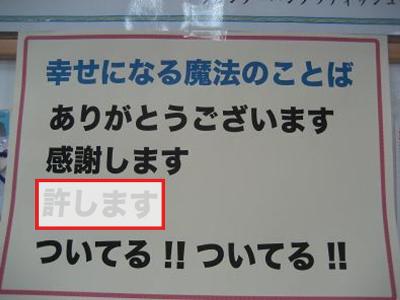 幸せになる魔法のことば
ありがとうございます
感謝します
許します
ついてる!! ついてる!!